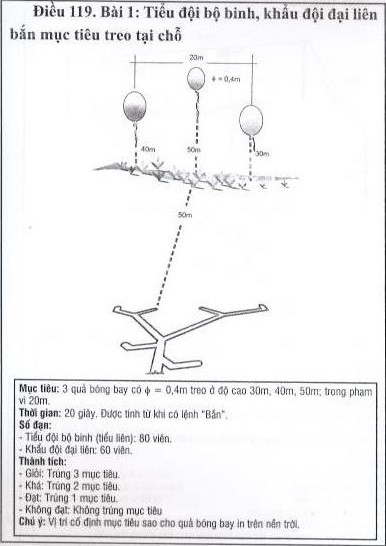 Điều 119. Bài 1: Tiểu đội bộ binh, khẩu đội đại liên
bắn mục tiêu treo tại chỗ
20m
ϕ = 0,4m
40m
50m
30m
50m
Mục tiêu: 3 quả bóng bay có ϕ = 0,4m treo ở độ cao 30m, 40m, 50m; trong phạm
vi 20m.
Thời gian: 20 giây. Được tính từ khi có lệnh "Bắn".
Số đạn:
- Tiểu đội bộ binh (tiểu liên): 80 viên.
- Khẩu đội đại liên: 60 viên.
Thành tích:
- Giỏi: Trúng 3 mục tiêu.
- Khá: Trúng 2 mục tiêu.
- Đạt: Trúng 1 mục tiêu.
- Không đạt: Không trúng mục tiêu
Chú ý: Vị trí cố định mục tiêu sao cho quả bóng bay in trên nền trời.